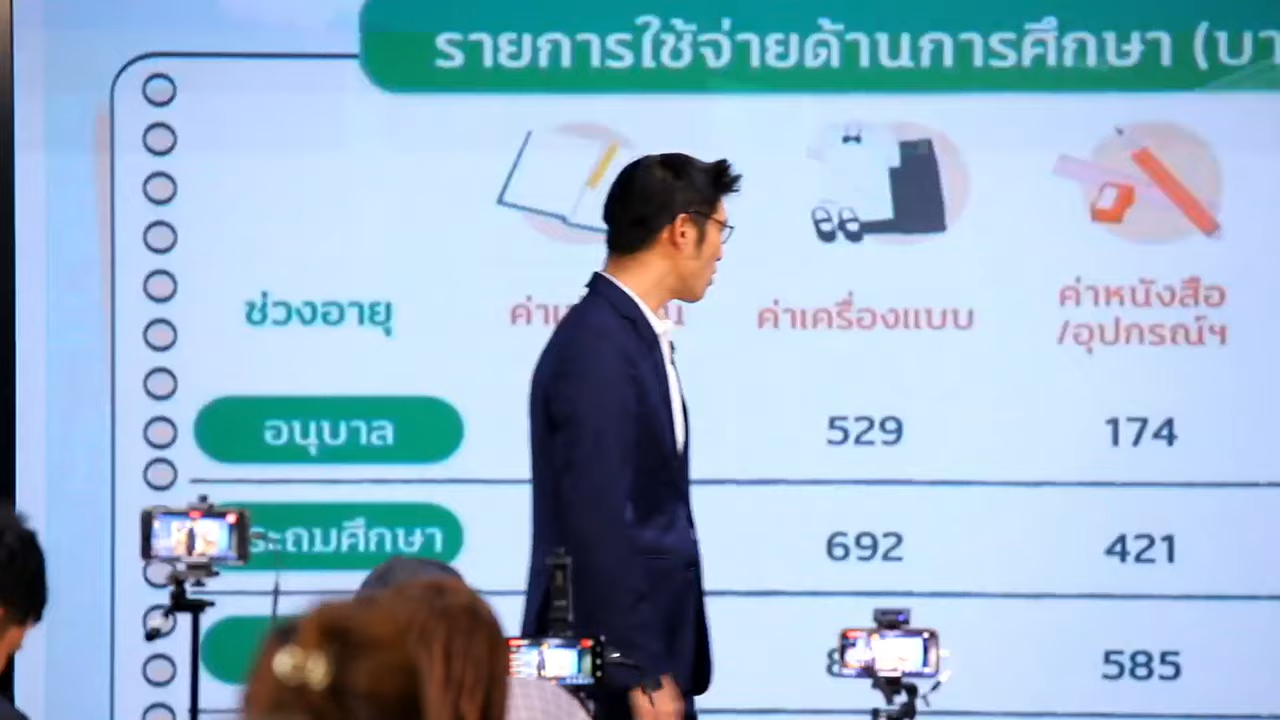 รายการใช้จ่ายด้านการศึกษา (บา
ช่วงอายุ
ค่าเครื่องแบบ
ค่าหนังสือ
/อุปกรณ์ฯ
อนุบาล
529
174
ระถมศึกษา
692
421
585